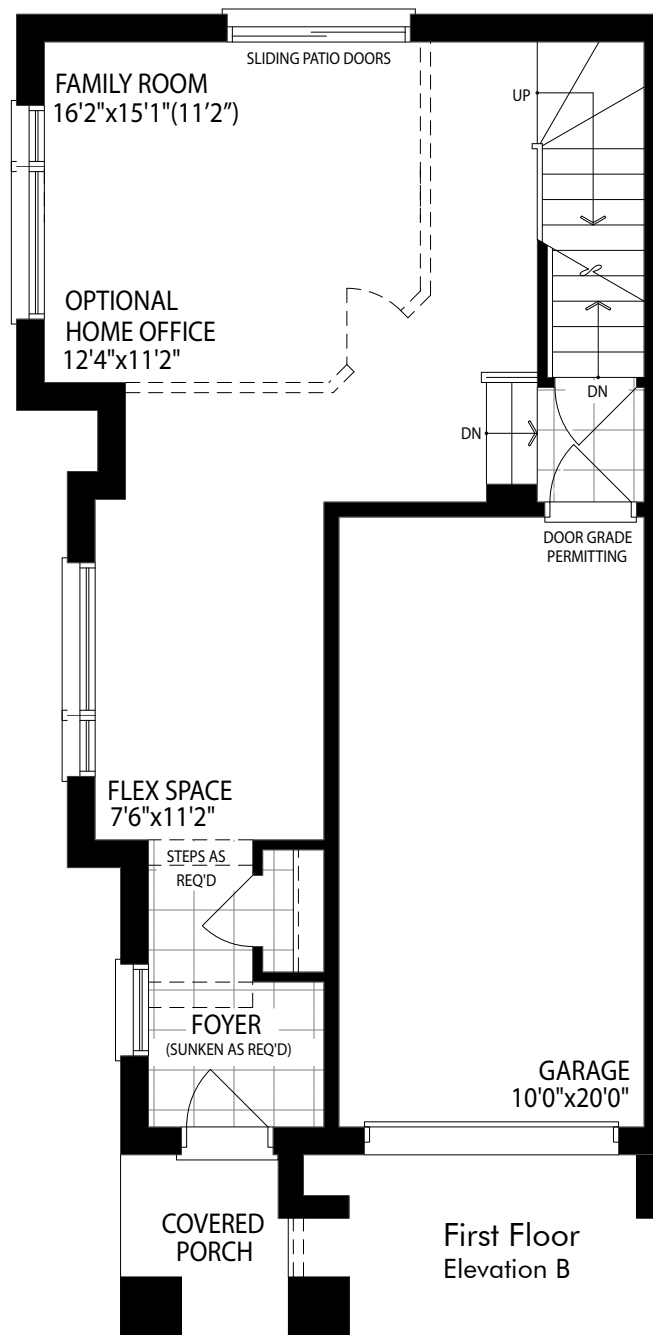 SLIDING PATIO DOORS
FAMILY ROOM
16'2"x15'1"(11'2")
UP
OPTIONAL
HOME OFFICE
12'4"x11'2"
DN
DN
DOOR GRADE
PERMITTING
FLEX SPACE
7'6"x11'2"
STEPS AS
REQ'D
FOYER
(SUNKEN AS REQ'D)
GARAGE
10'0"x20'0"
COVERED
PORCH
First Floor
Elevation B